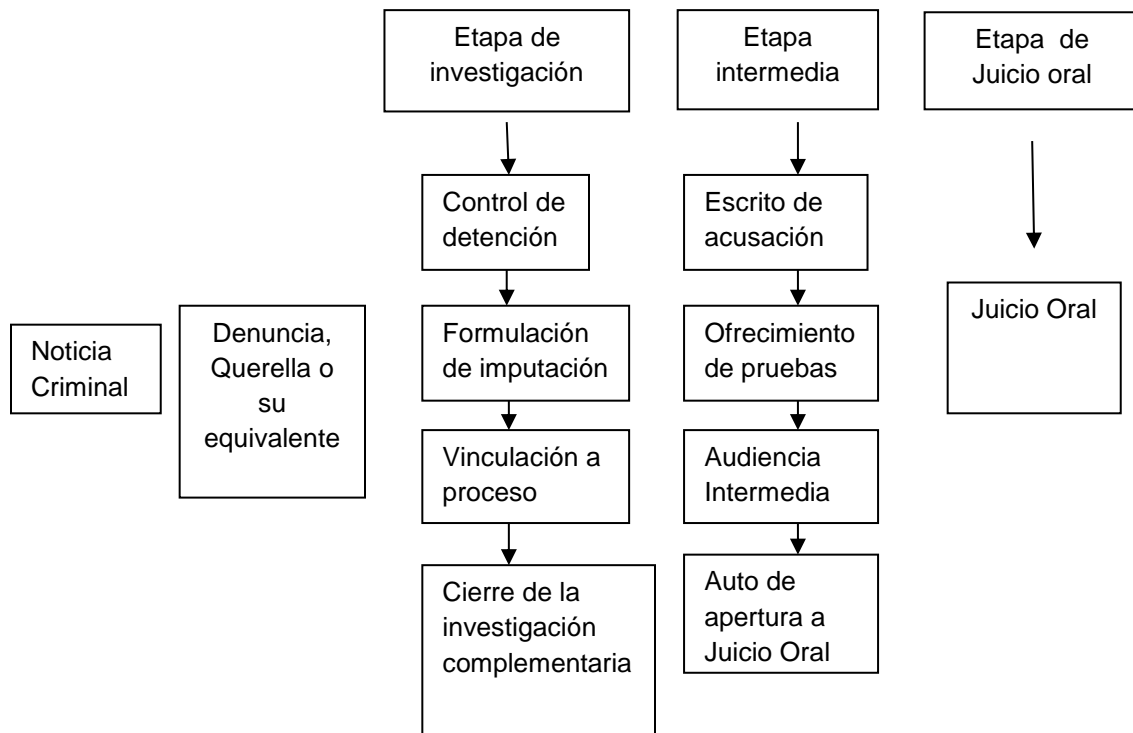 Etapa de
investigación
Etapa
intermedia
Etapa de
Juicio oral
Control de
detención
Escrito de
acusación
Juicio Oral
Noticia
Criminal
Denuncia,
Querella o
su
equivalente
Formulación
de imputación
Ofrecimiento
de pruebas
Vinculación a
proceso
Audiencia
Intermedia
Cierre de la
investigación
complementaria
Auto de
apertura a
Juicio Oral